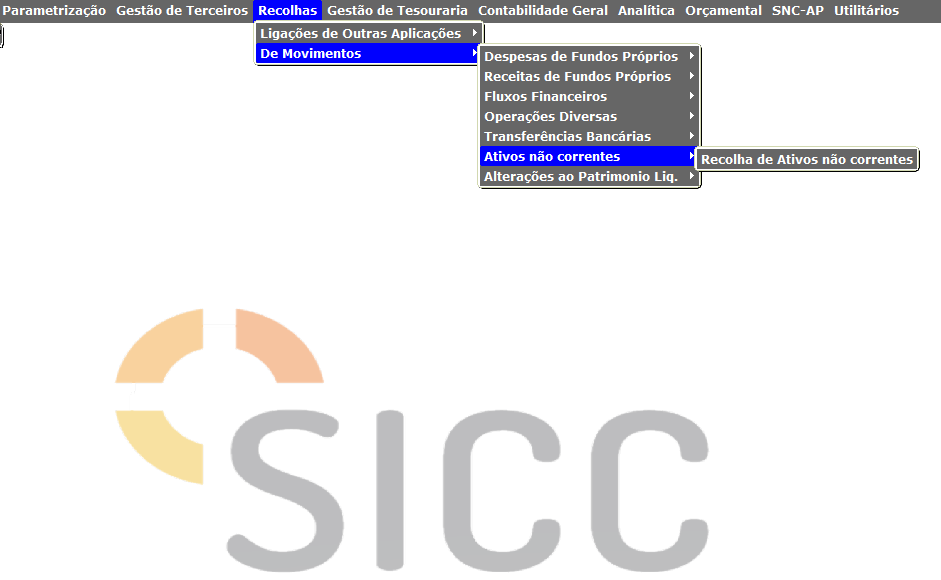 Parametrização Gestão de Terceiros Recolhas Gestão de Tesouraria Contabilidade Geral Analítica Orçamental SNC-AP Utilitários
Ligações de Outras Aplicações
De Movimentos
Despesas de Fundos Próprios
Receitas de Fundos Próprios
Fluxos Financeiros
Operações Diversas
Transferências Bancárias
Ativos não correntes
Recolha de Ativos não correntes
Alterações ao Patrimonio Liq.
SICC